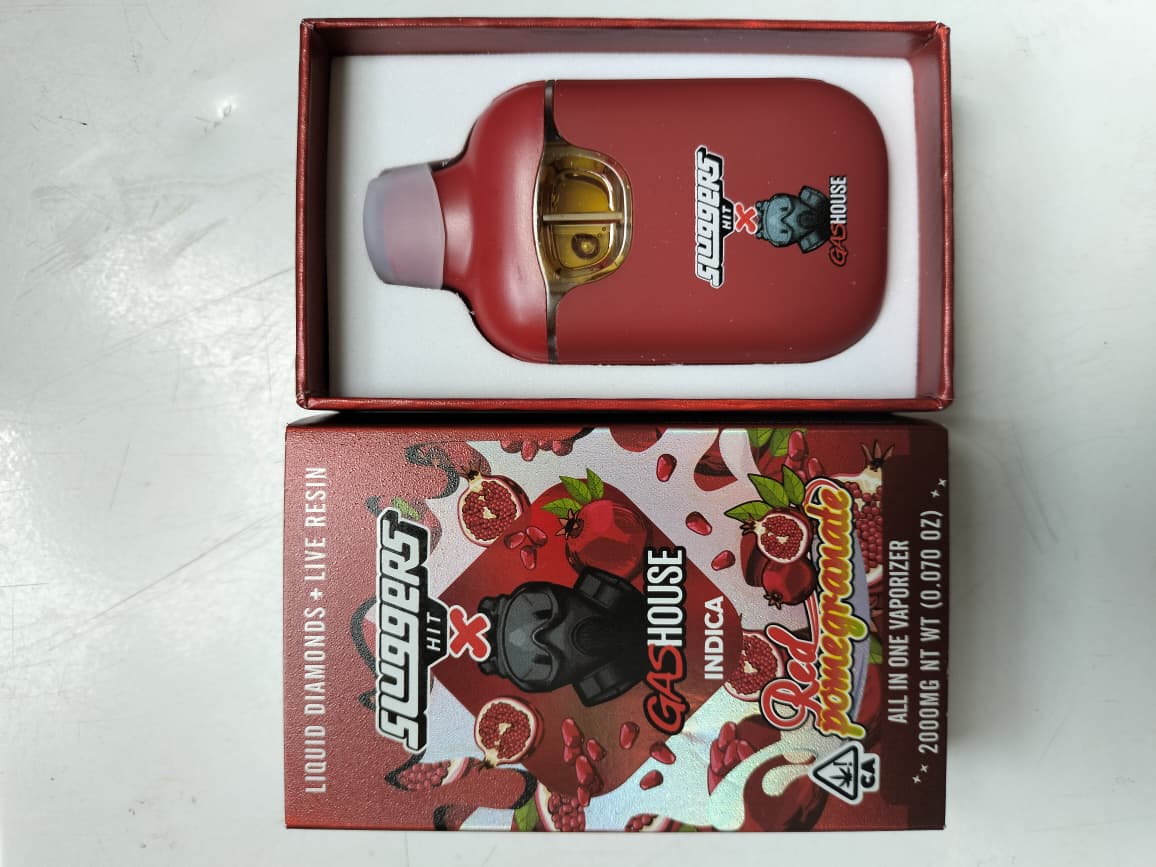 SLUGGERS
HIT
X
GASHOUSE
LIQUID DIAMONDS + LIVE RESIN
SLUGGERS
HIT
X
GASHOUSE
INDICA
Red
pomegranate
CA
ALL IN ONE VAPORIZER
2000MG NT WT (0.070 OZ)